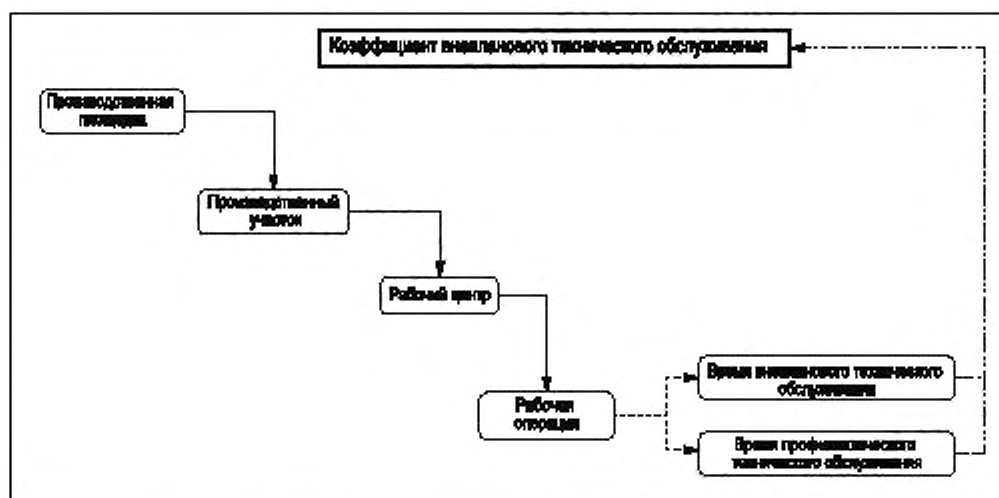 Коэффициент внепланового технического обслуживания
Производственная
площадка
Производственный
участок
Рабочий центр
Рабочая
операция
Время внепланового технического
обслуживания
Время профилактического
технического обслуживания